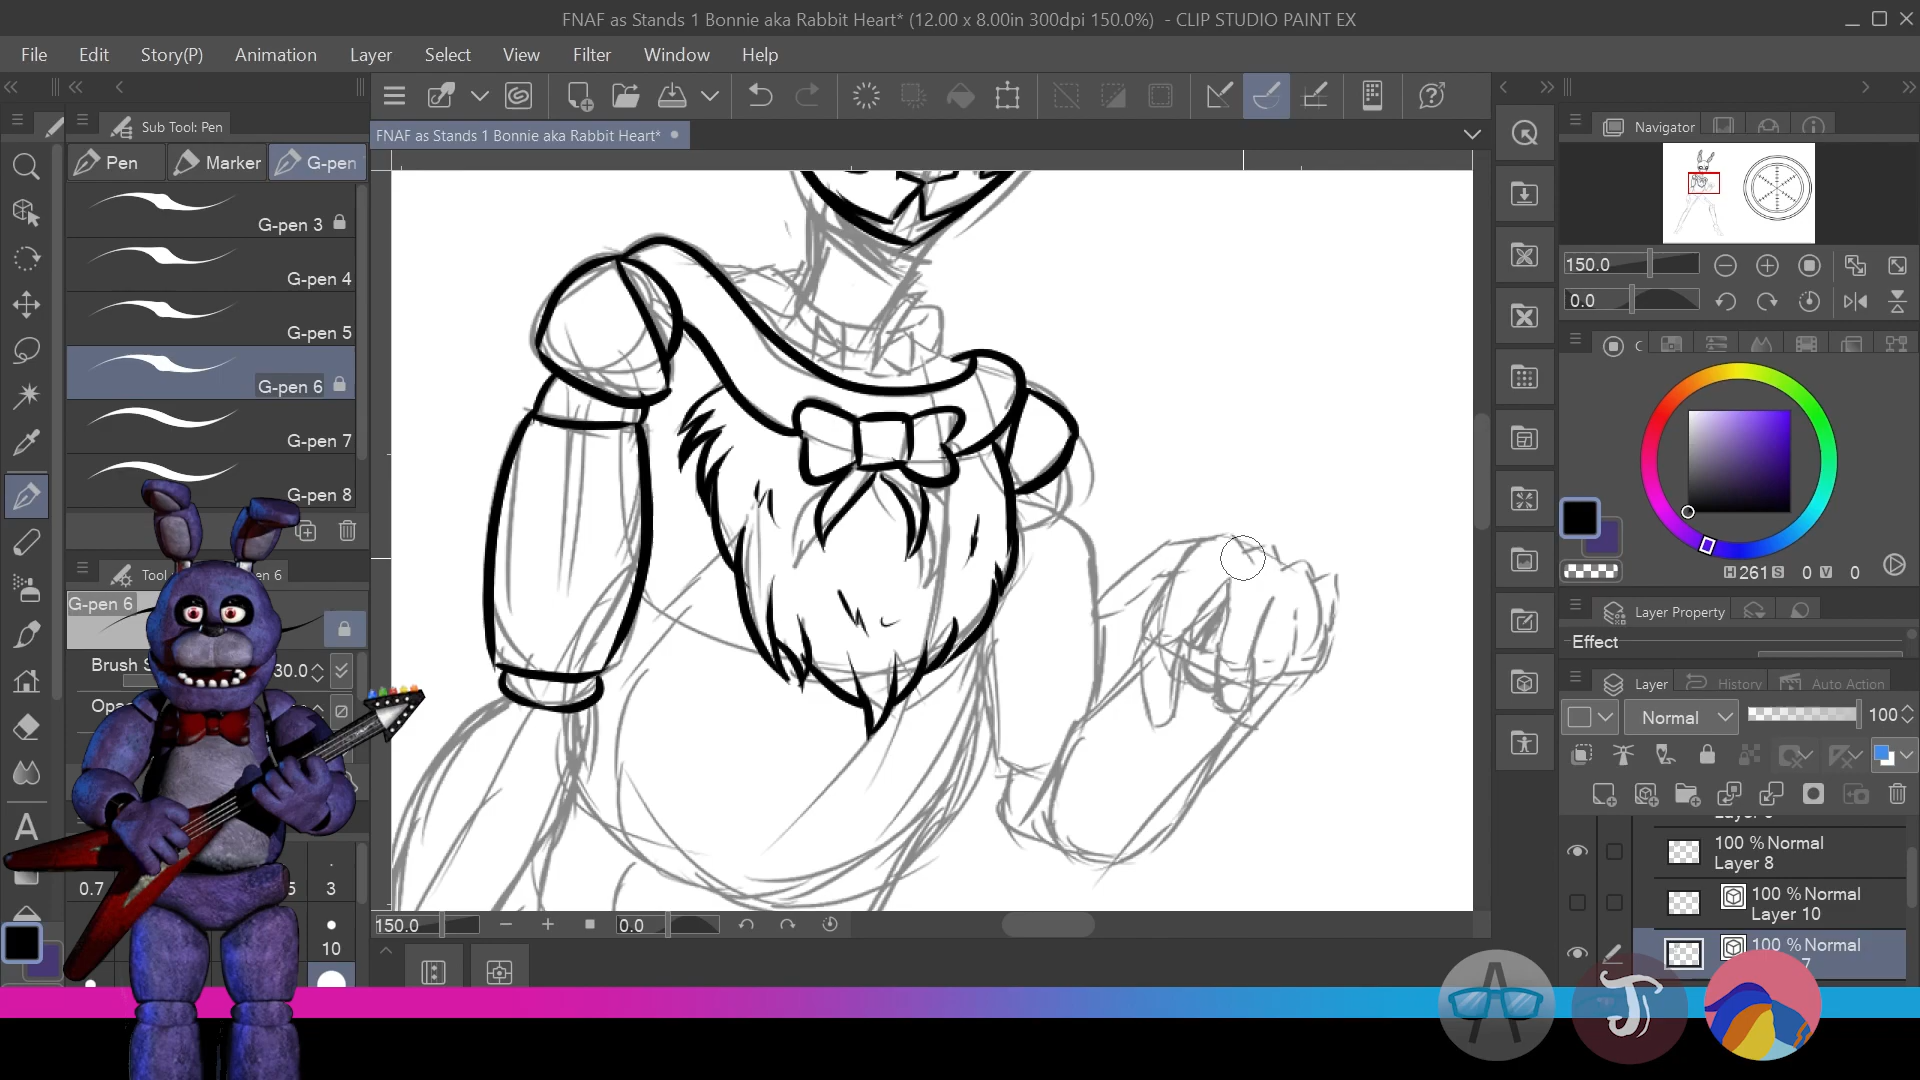 FNAF as Stands 1 Bonnie aka Rabbit Heart* (12.00 x 8.00in 300dpi 150.0%) - CLIP STUDIO PAINT EX
File Edit Story(P) Animation Layer Select View Filter Window Help
Sub Tool: Pen
FNAF as Stands 1 Bonnie aka Rabbit Heart*
Navigator
Pen Marker G-pen
G-pen 3
G-pen 4
G-pen 5
G-pen 6
G-pen 7
G-pen 8
150.0
0.0
C
H 261 S 0 V 0
Layer Property
Effect
Tool
6
G-pen 6
Brush S
30.0
Opa
Layer History Auto Action
Normal 100
100 % Normal
Layer 8
100 % Normal
Layer 10
100 % Normal
7
0.7 5 3
10
150.0 0.0
A